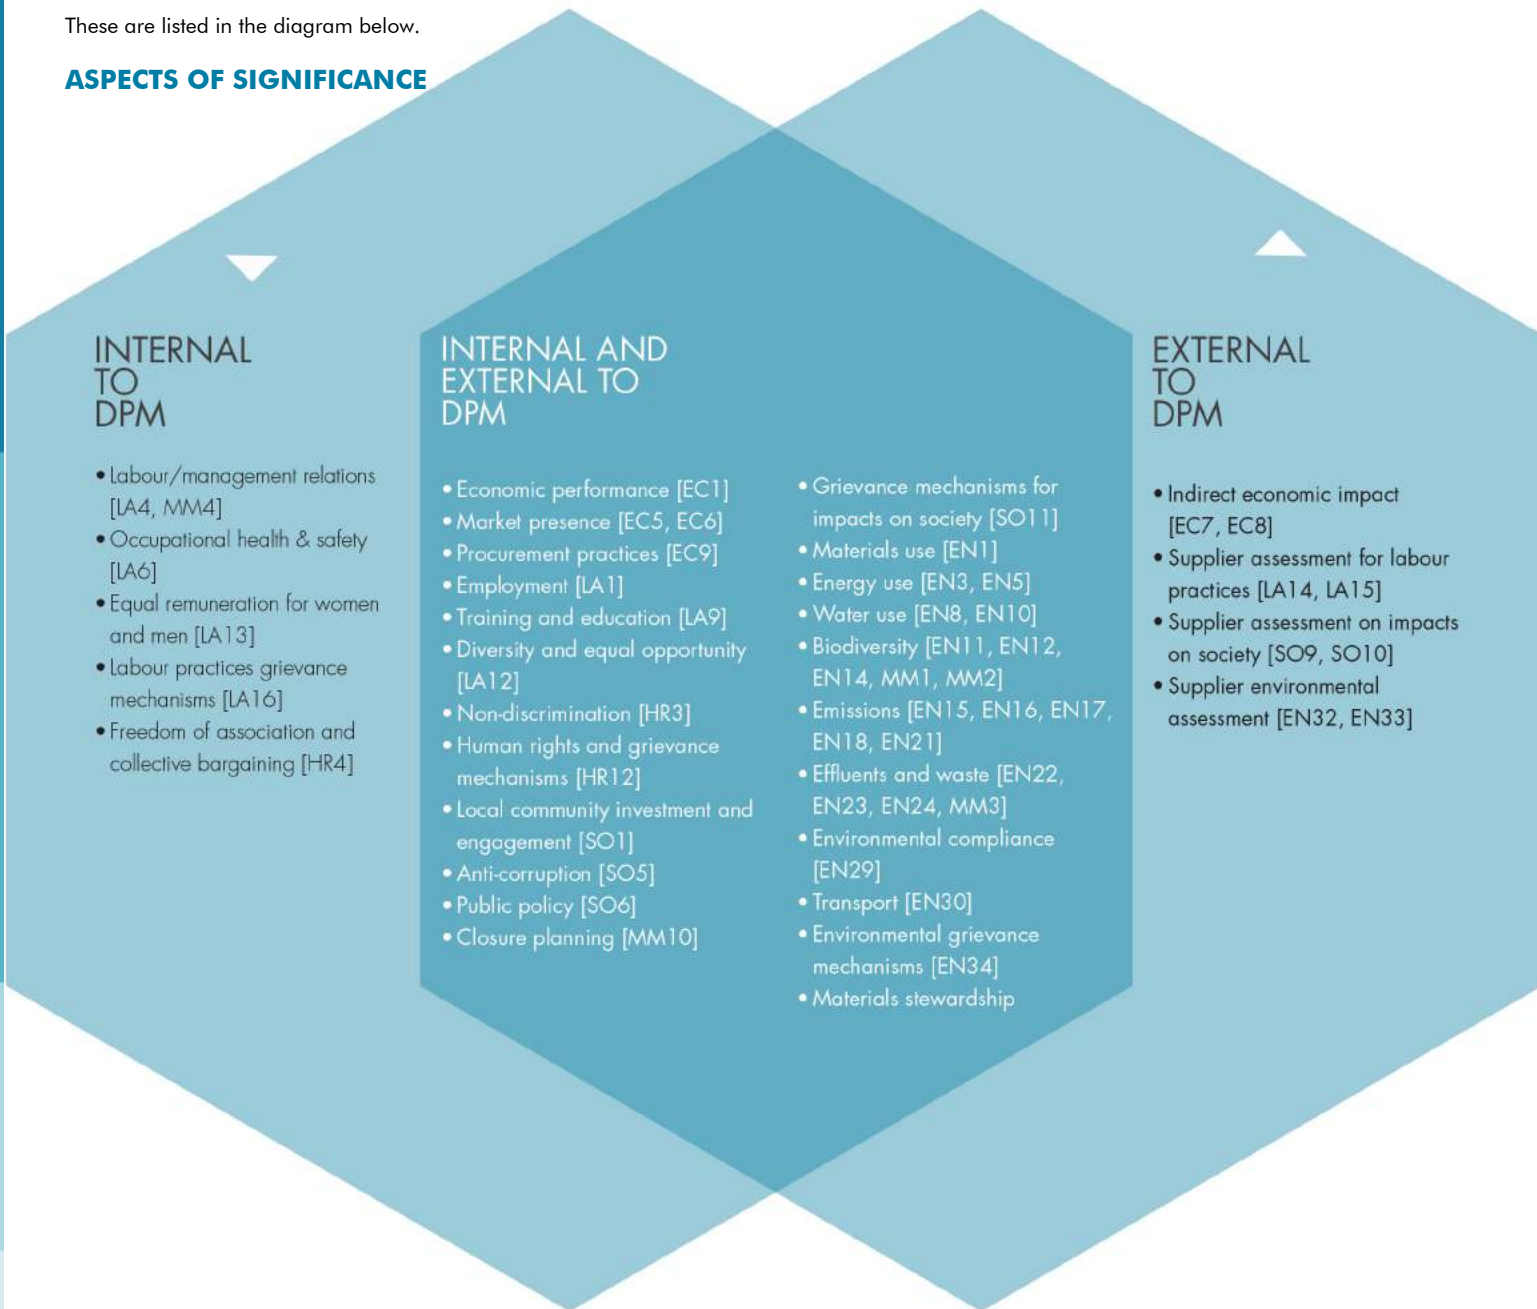 These are listed in the diagram below.
ASPECTS OF SIGNIFICANCE
INTERNAL
TO
DPM
• Labour/management relations
[LA4, MM4]
• Occupational health & safety
[LA6]
• Equal remuneration for women
and men [LA13]
• Labour practices grievance
mechanisms [LA16]
• Freedom of association and
collective bargaining [HR4]
INTERNAL AND
EXTERNAL TO
DPM
• Economic performance [EC1]
• Market presence [EC5, EC6]
• Procurement practices [EC9]
• Employment [LA1]
• Training and education [LA9]
• Diversity and equal opportunity
[LA12]
• Non-discrimination [HR3]
• Human rights and grievance
mechanisms [HR12]
• Local community investment and
engagement [SO1]
• Anti-corruption [SO5]
• Public policy [SO6]
• Closure planning [MM10]
• Grievance mechanisms for
impacts on society [SO11]
• Materials use [EN1]
• Energy use [EN3, EN5]
• Water use [EN8, EN10]
• Biodiversity [EN11, EN12,
EN14, MM1, MM2]
• Emissions [EN15, EN16, EN17,
EN18, EN21]
• Effluents and waste [EN22,
EN23, EN24, MM3]
• Environmental compliance
[EN29]
• Transport [EN30]
• Environmental grievance
mechanisms [EN34]
• Materials stewardship
EXTERNAL
TO
DPM
• Indirect economic impact
[EC7, EC8]
• Supplier assessment for labour
practices [LA14, LA15]
• Supplier assessment on impacts
on society [SO9, SO10]
• Supplier environmental
assessment [EN32, EN33]